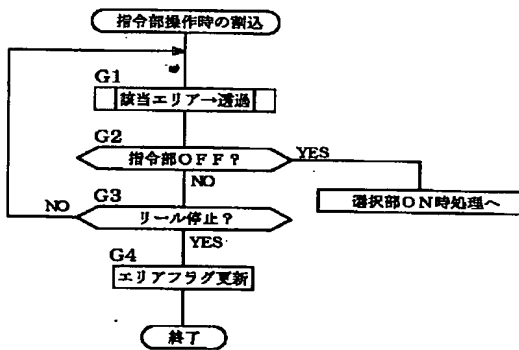 指令部操作時の割込
G1
該当エリア→透過
G2
指令部OFF?
YES
NO
選択部ON時処理へ
G3
NO
リール停止?
YES
G4
エリアフラグ更新
終了